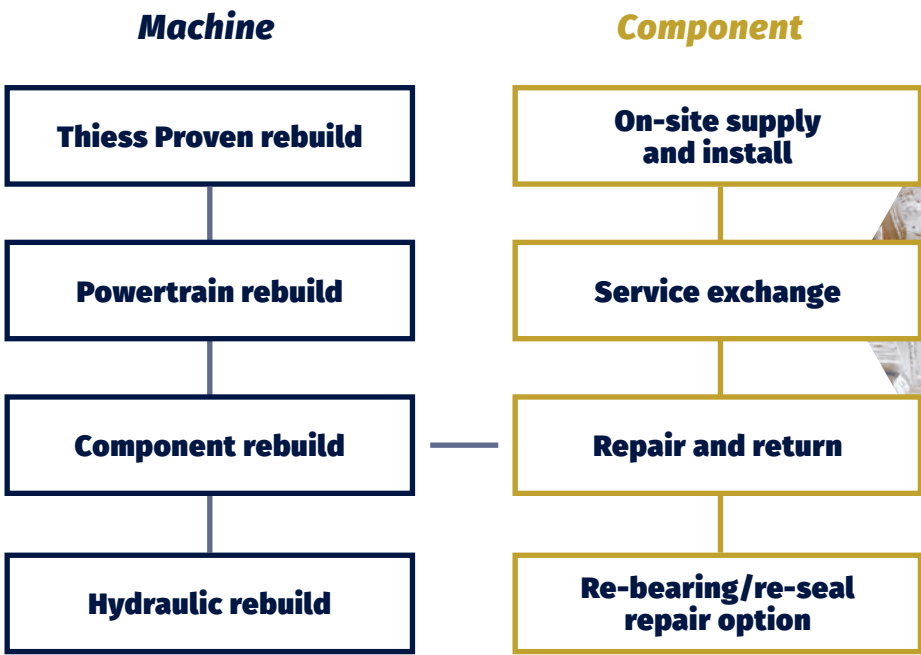 Machine
Thiess Proven rebuild
Powertrain rebuild
Component rebuild
Hydraulic rebuild
Component
On-site supply
and install
Service exchange
Repair and return
Re-bearing/re-seal
repair option